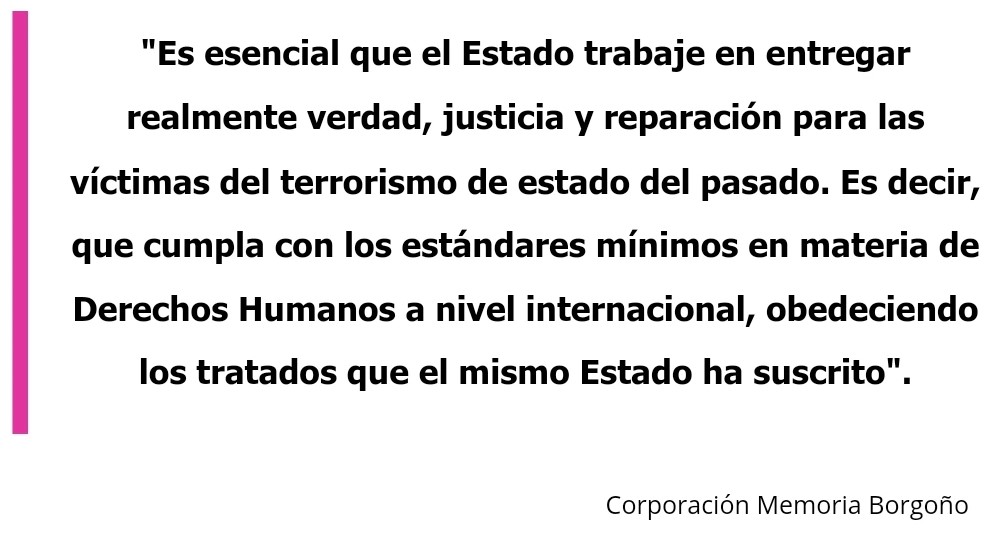 "Es esencial que el Estado trabaje en entregar
realmente verdad, justicia y reparación para las
víctimas del terrorismo de estado del pasado. Es decir,
que cumpla con los estándares mínimos en materia de
Derechos Humanos a nivel internacional, obedeciendo
los tratados que el mismo Estado ha suscrito".
Corporación Memoria Borgoño